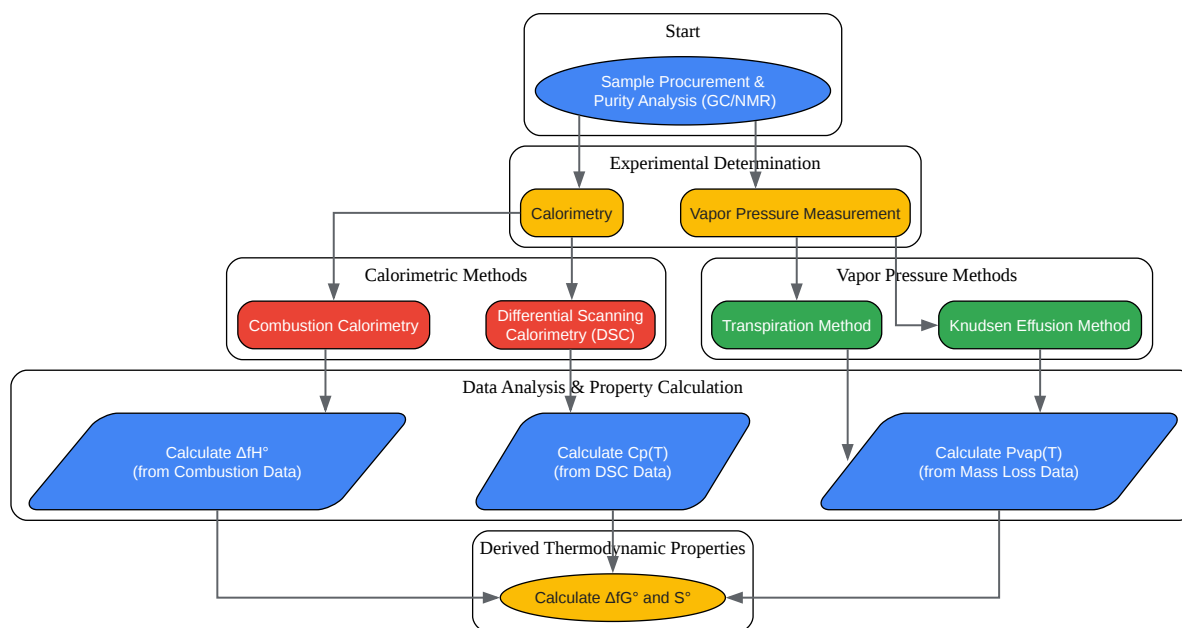 Start
Sample Procurement &
Purity Analysis (GC/NMR)
Experimental Determination
Calorimetry
Vapor Pressure Measurement
Calorimetric Methods
Vapor Pressure Methods
Combustion Calorimetry
Differential Scanning
Calorimetry (DSC)
Transpiration Method
Knudsen Effusion Method
Data Analysis & Property Calculation
Calculate ΔfH°
(from Combustion Data)
Calculate Cp(T)
(from DSC Data)
Calculate Pvap(T)
(from Mass Loss Data)
Derived Thermodynamic Properties
Calculate ΔfG° and S°